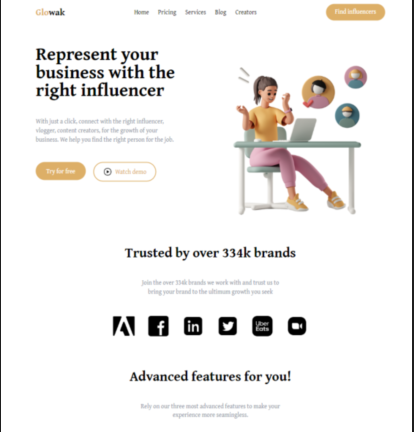 Glowak
Home Pricing Services Blog Creators
Find influencers
Represent your
business with the
right influencer
With just a click, connect with the right influencer,
vlogger, content creators, for the growth of your
business. We help you find the right person for the job.
Try for free
Watch demo
Trusted by over 334k brands
Join the over 334k brands we work with and trust us to
bring your brand to the ultimum growth you seek
Uber
Eats
Advanced features for you!
Rely on our three most advanced features to make your
experience more seamingless.